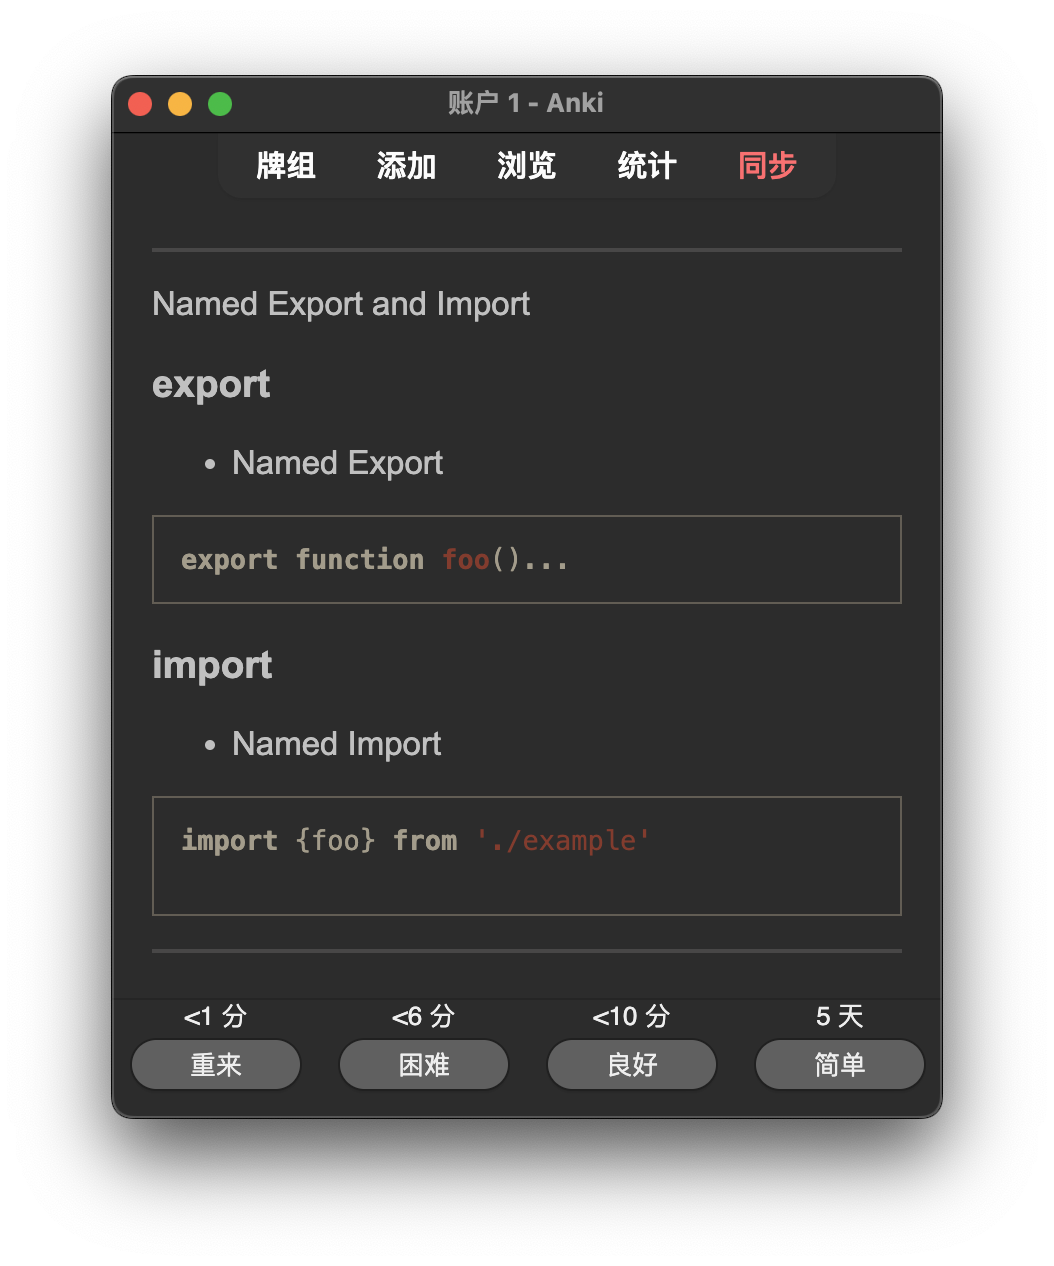 账户 1 - Anki
牌组 添加 浏览 统计 同步
Named Export and Import
export
• Named Export
export function foo()...
import
• Named Import
import {foo} from './example'
<1 分 <6 分 <10 分 5 天
重来 困难 良好 简单